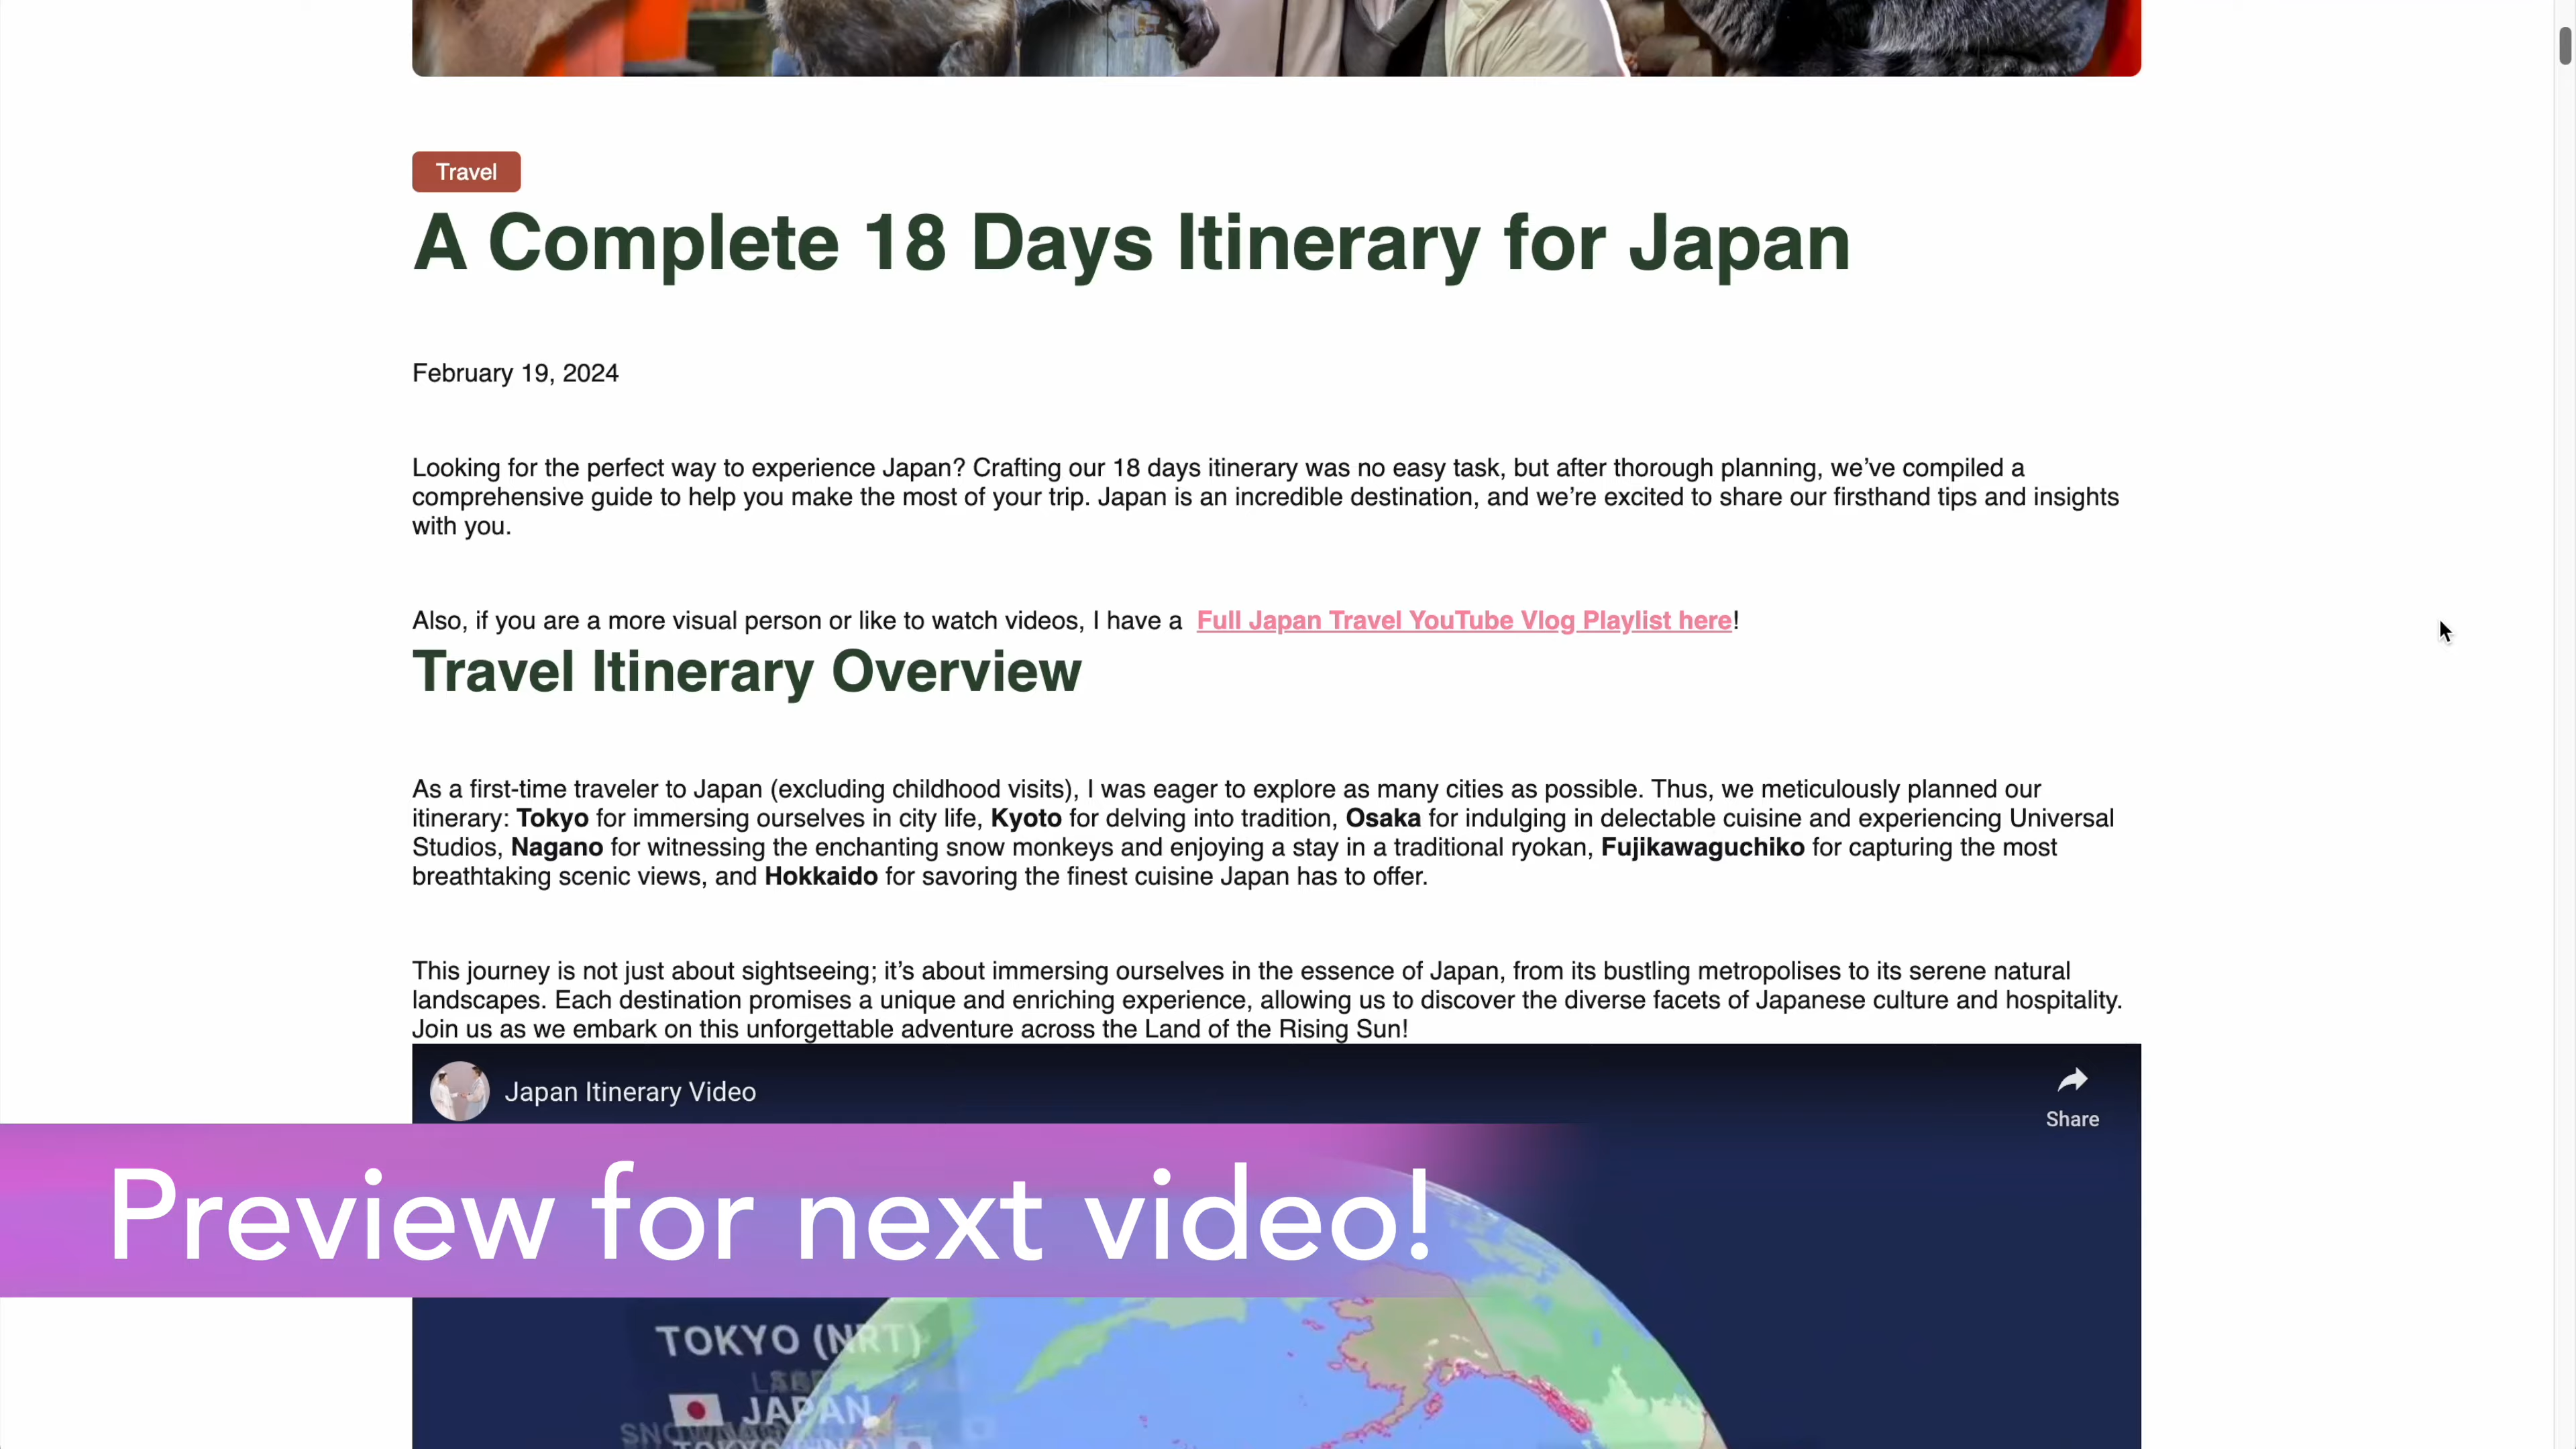 Travel
A Complete 18 Days Itinerary for Japan
February 19, 2024
Looking for the perfect way to experience Japan? Crafting our 18 days itinerary was no easy task, but after thorough planning, we’ve compiled a
comprehensive guide to help you make the most of your trip. Japan is an incredible destination, and we’re excited to share our firsthand tips and insights
with you.
Also, if you are a more visual person or like to watch videos, I have a Full Japan Travel YouTube Vlog Playlist here!
Travel Itinerary Overview
As a first-time traveler to Japan (excluding childhood visits), I was eager to explore as many cities as possible. Thus, we meticulously planned our
itinerary: Tokyo for immersing ourselves in city life, Kyoto for delving into tradition, Osaka for indulging in delectable cuisine and experiencing Universal
Studios, Nagano for witnessing the enchanting snow monkeys and enjoying a stay in a traditional ryokan, Fujikawaguchiko for capturing the most
breathtaking scenic views, and Hokkaido for savoring the finest cuisine Japan has to offer.
This journey is not just about sightseeing; it’s about immersing ourselves in the essence of Japan, from its bustling metropolises to its serene natural
landscapes. Each destination promises a unique and enriching experience, allowing us to discover the diverse facets of Japanese culture and hospitality.
Join us as we embark on this unforgettable adventure across the Land of the Rising Sun!
Japan Itinerary Video
Share
Preview for next video!
TOKYO (NRT)
JAPAN